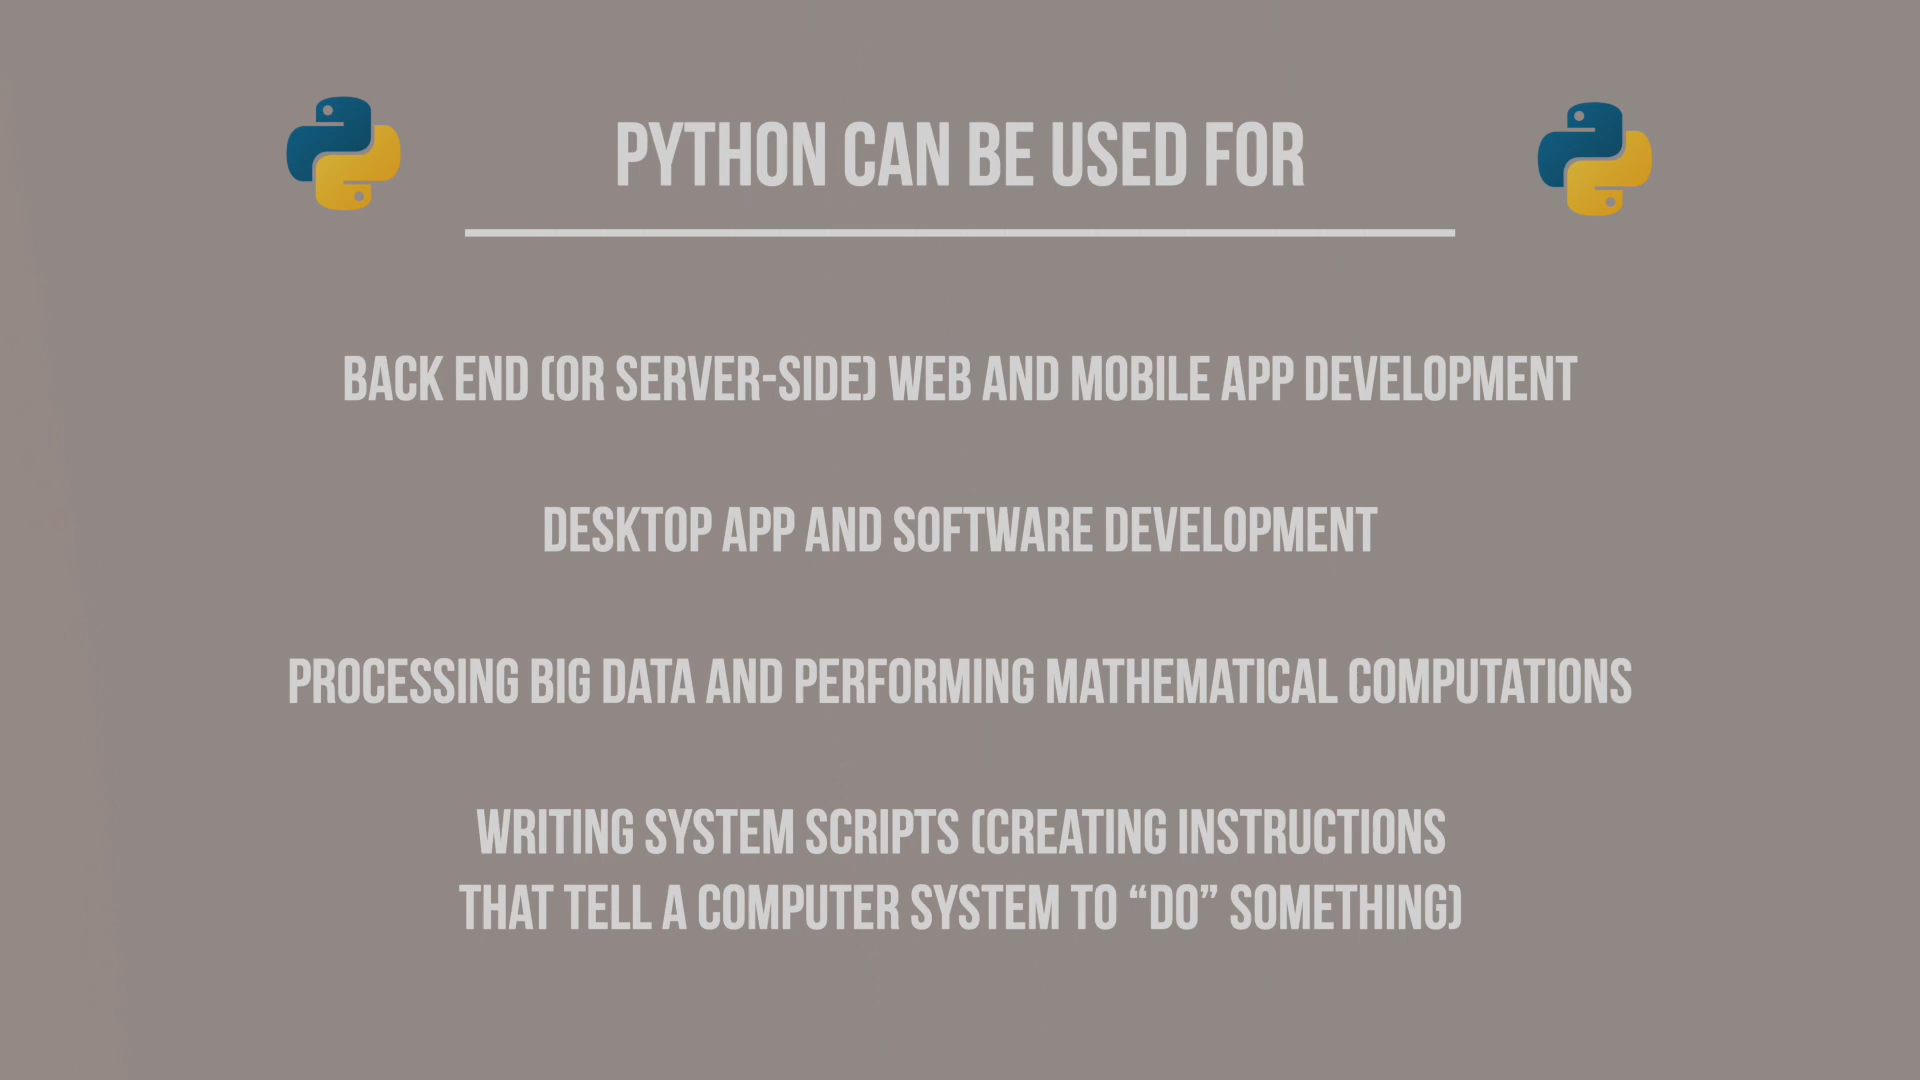 PYTHON CAN BE USED FOR
BACK END (OR SERVER-SIDE) WEB AND MOBILE APP DEVELOPMENT
DESKTOP APP AND SOFTWARE DEVELOPMENT
PROCESSING BIG DATA AND PERFORMING MATHEMATICAL COMPUTATIONS
WRITING SYSTEM SCRIPTS (CREATING INSTRUCTIONS
THAT TELL A COMPUTER SYSTEM TO “DO” SOMETHING)